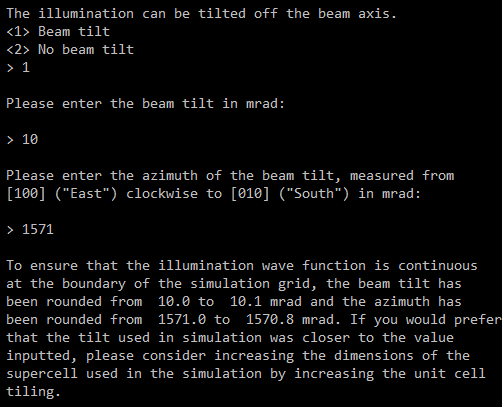 The illumination can be tilted off the beam axis.
<1> Beam tilt
<2> No beam tilt
> 1
Please enter the beam tilt in mrad:
> 10
Please enter the azimuth of the beam tilt, measured from
[100] ("East") clockwise to [010] ("South") in mrad:
> 1571
To ensure that the illumination wave function is continuous
at the boundary of the simulation grid, the beam tilt has
been rounded from  10.0 to  10.1 mrad and the azimuth has
been rounded from  1571.0 to  1570.8 mrad. If you would prefer
that the tilt used in simulation was closer to the value
inputted, please consider increasing the dimensions of the
supercell used in the simulation by increasing the unit cell
tiling.